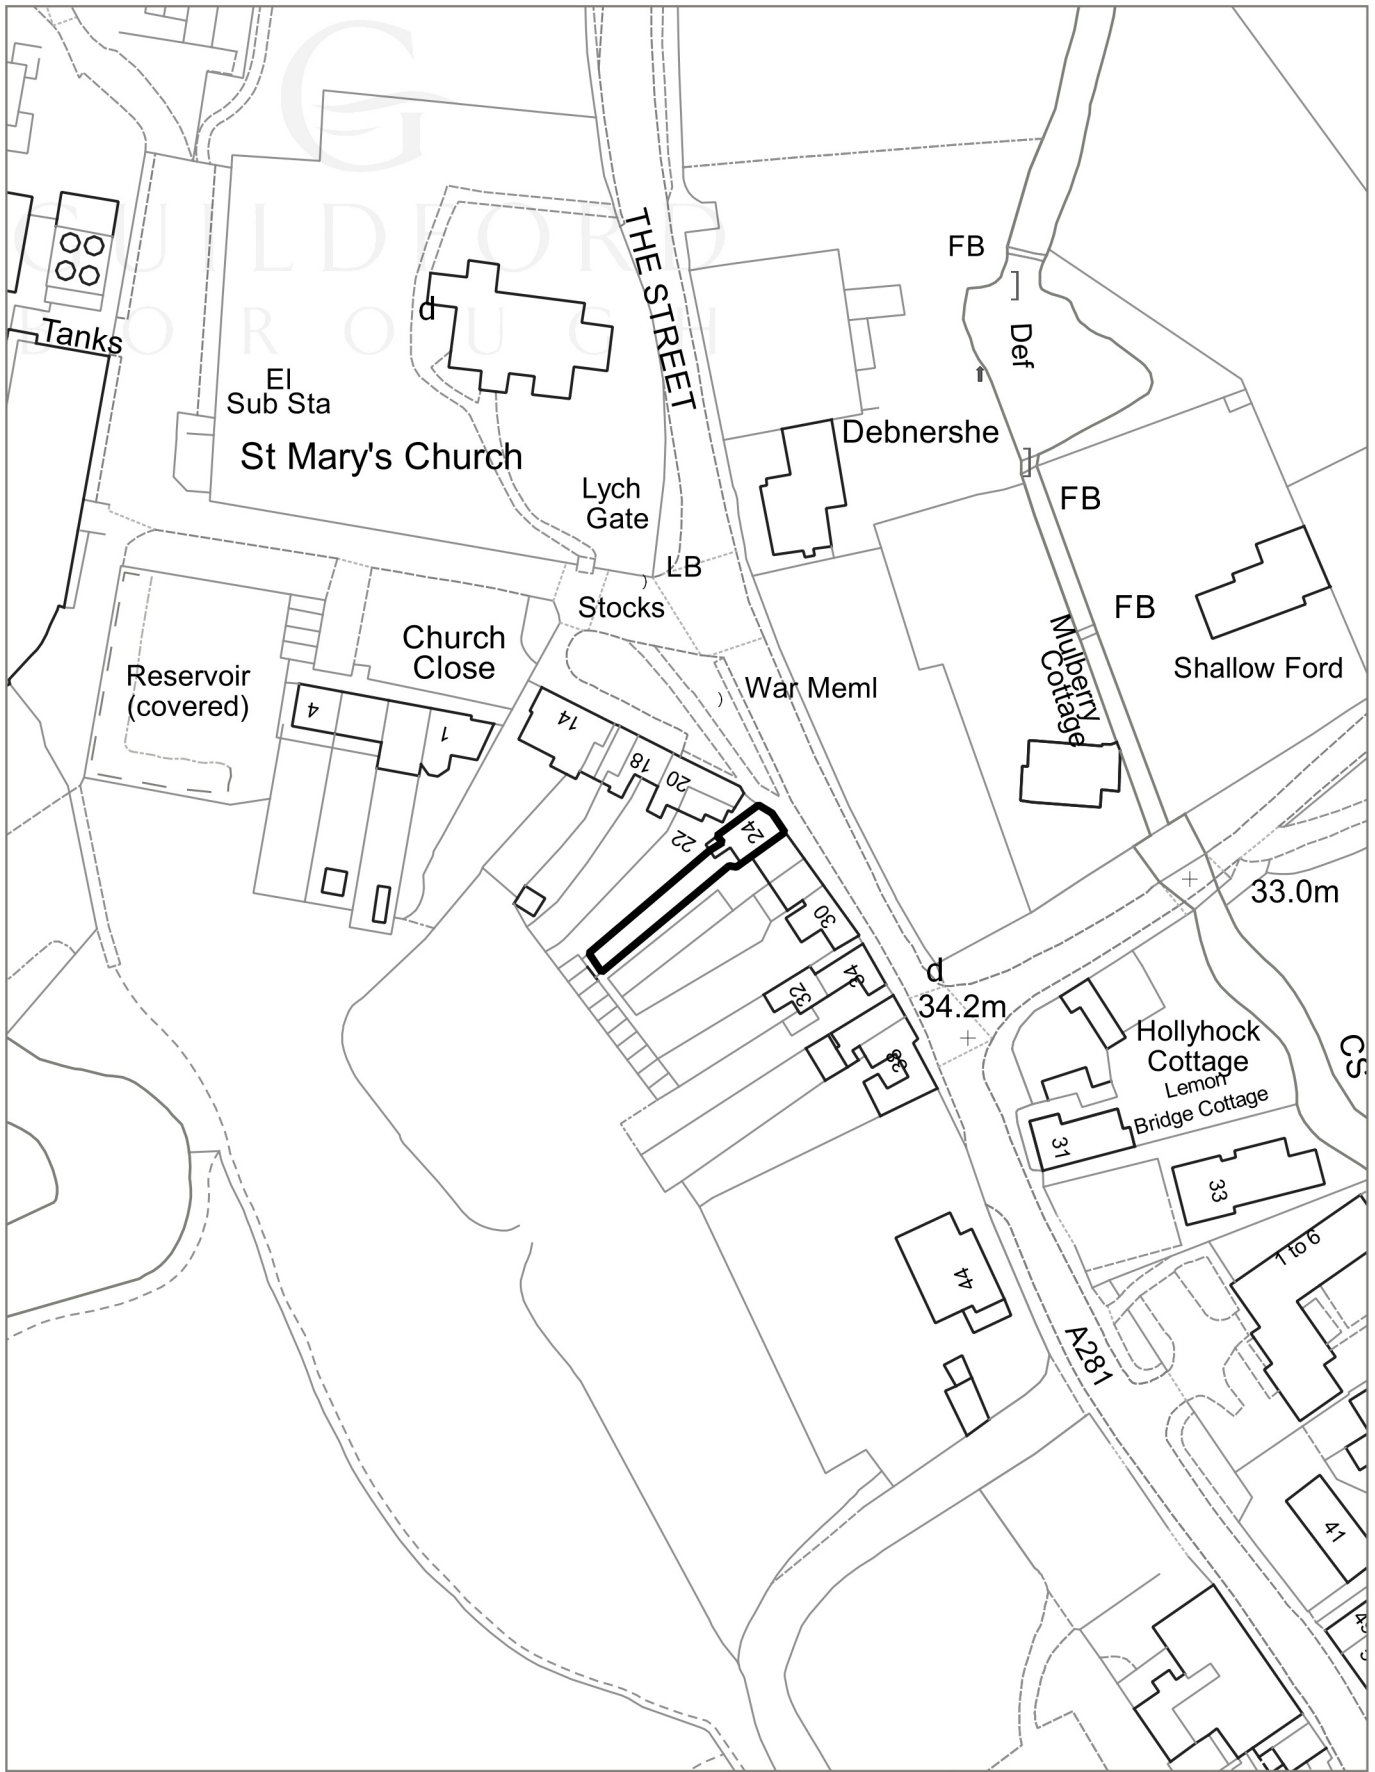 G
GUILDFORD
BOROUGH
THE STREET
FB
Def
Tanks
d
El
Sub Sta
St Mary's Church
Debnershe
Lych
Gate
FB
LB
Stocks
FB
Church
Close
Reservoir
(covered)
Mulberry
Cottage
Shallow Ford
War Meml
4
1
14
18
20
22
24
30
33.0m
d
34.2m
34
32
38
Hollyhock
Cottage
Lemon
Bridge Cottage
CS
31
33
1 to 6
44
A281
41